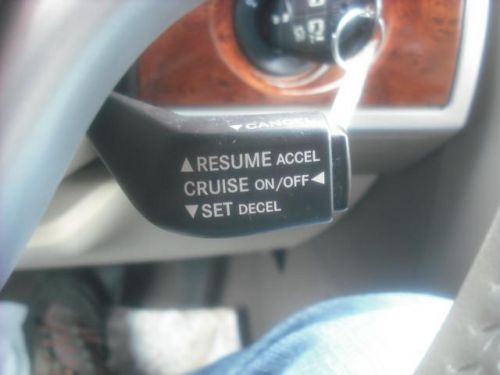 ▼CANCEL
▲RESUME ACCEL
CRUISE ON/OFF◄
▼SET DECEL